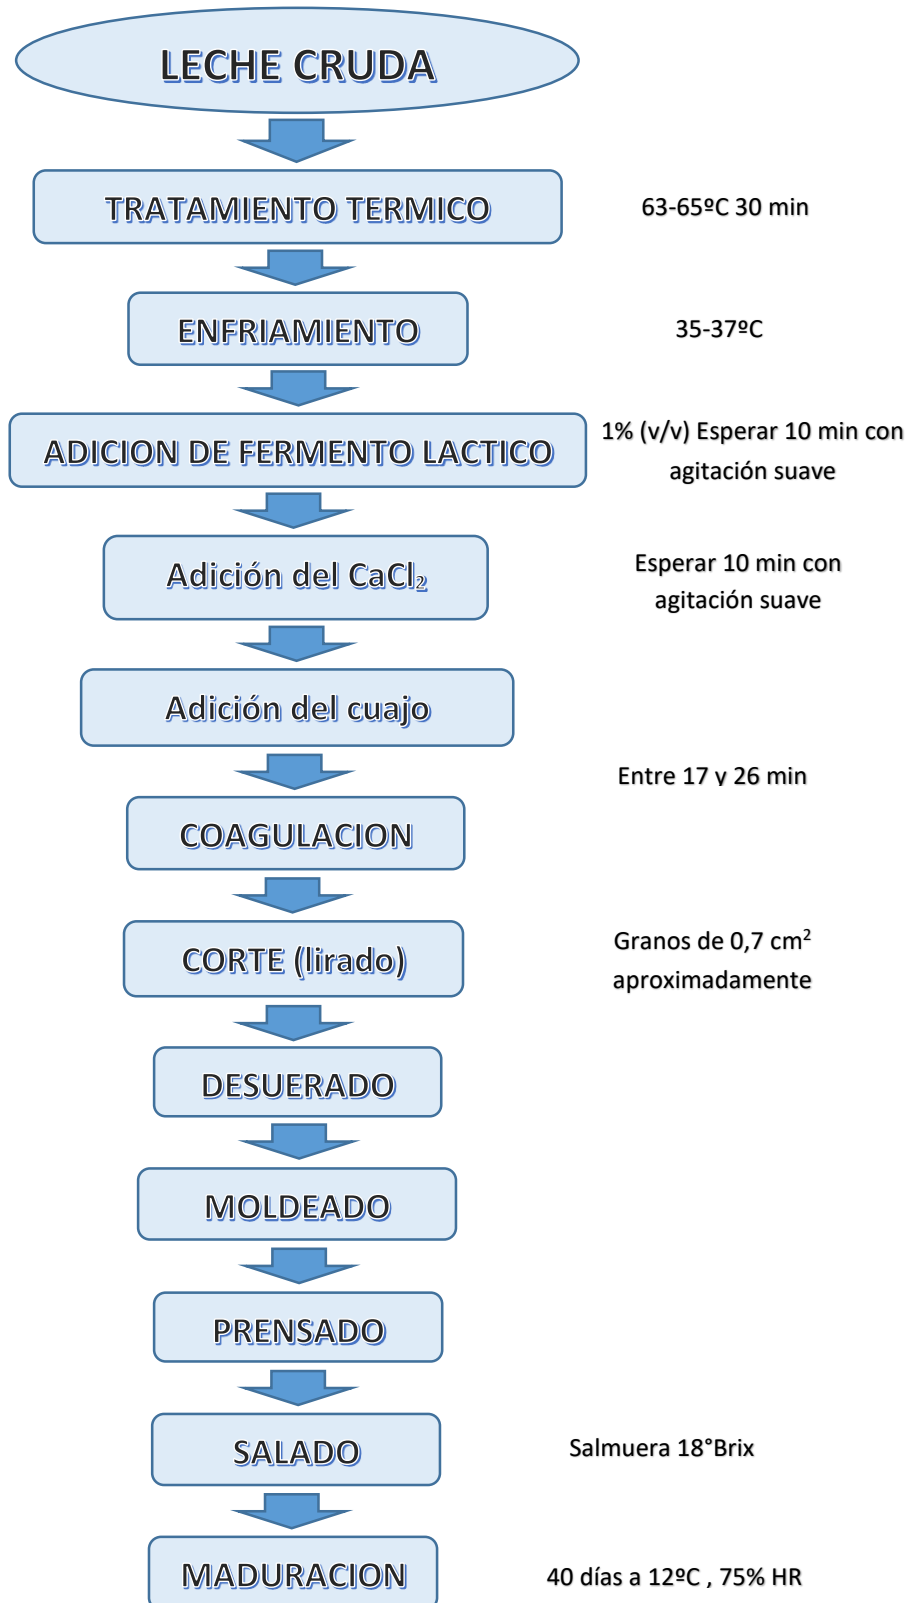 LECHE CRUDA
TRATAMIENTO TERMICO
63-65ºC 30 min
ENFRIAMIENTO
35-37ºC
ADICION DE FERMENTO LACTICO
1% (v/v) Esperar 10 min con
agitación suave
Adición del CaCl₂
Esperar 10 min con
agitación suave
Adición del cuajo
Entre 17 y 26 min
COAGULACION
CORTE (lirado)
Granos de 0,7 cm²
aproximadamente
DESUERADO
MOLDEADO
PRENSADO
SALADO
Salmuera 18°Brix
MADURACION
40 días a 12ºC , 75% HR